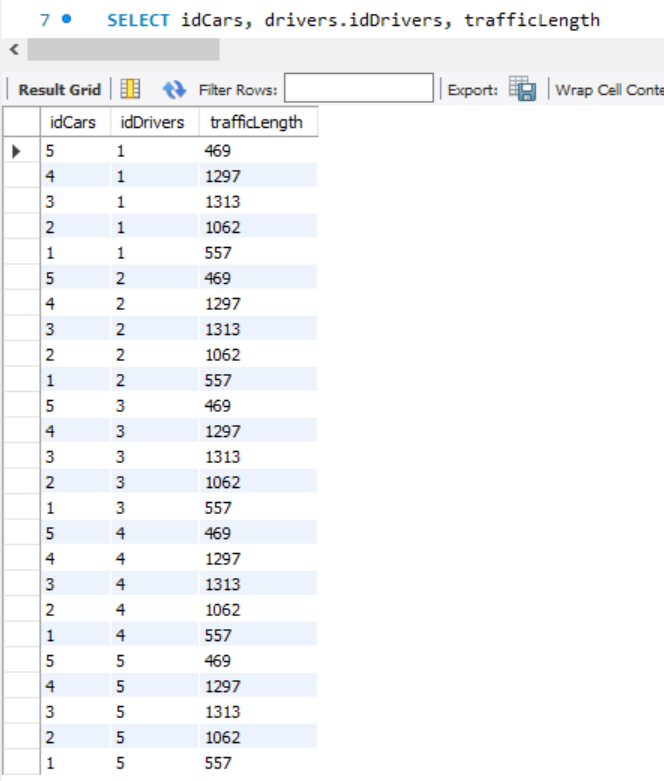 7 SELECT idCars, drivers.idDrivers, trafficLength
Result Grid Filter Rows: Export: Wrap Cell Conte
idCars idDrivers trafficLength
5 1 469
4 1 1297
3 1 1313
2 1 1062
1 1 557
5 2 469
4 2 1297
3 2 1313
2 2 1062
1 2 557
5 3 469
4 3 1297
3 3 1313
2 3 1062
1 3 557
5 4 469
4 4 1297
3 4 1313
2 4 1062
1 4 557
5 5 469
4 5 1297
3 5 1313
2 5 1062
1 5 557